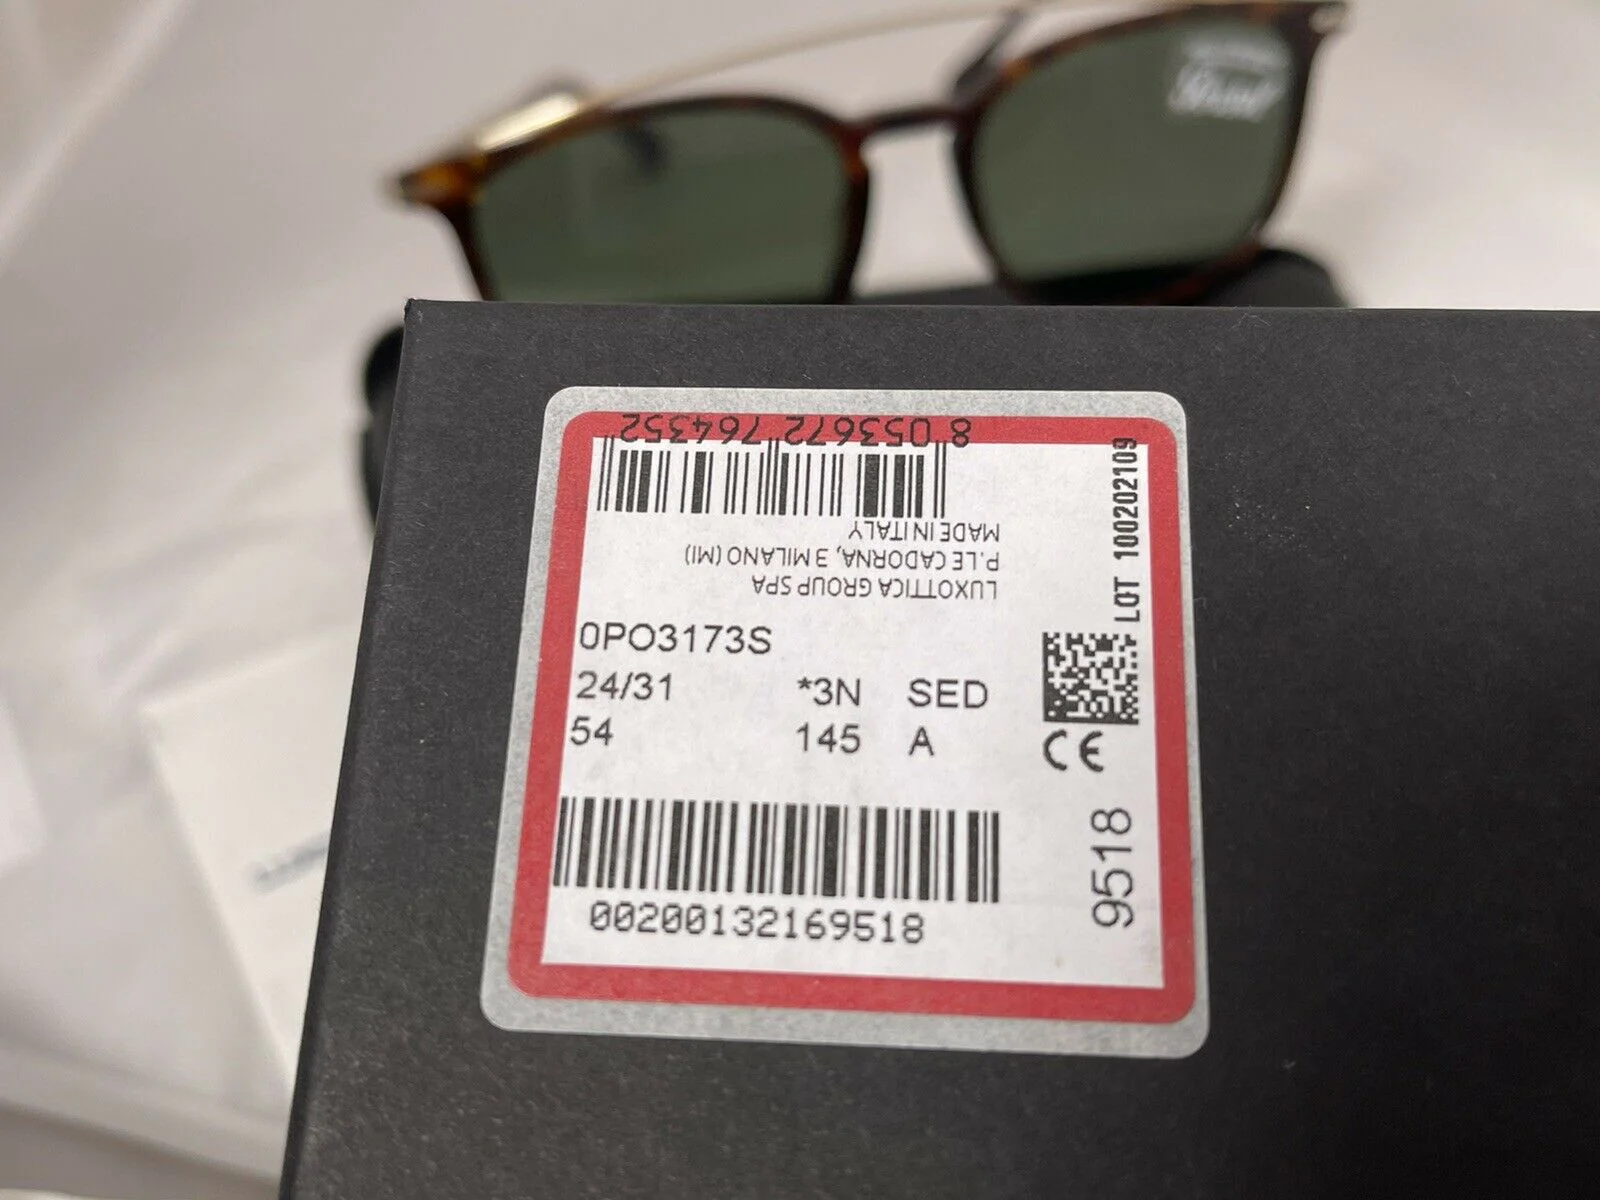 Persol
8 053672 764352
MADE IN ITALY
P.LE CADORNA, 3 MILANO (MI)
LUXOTTICA GROUP SPA
0PO3173S
24/31 *3N SED
54 145 A
LOT 100202109
CE
9518
00200132169518